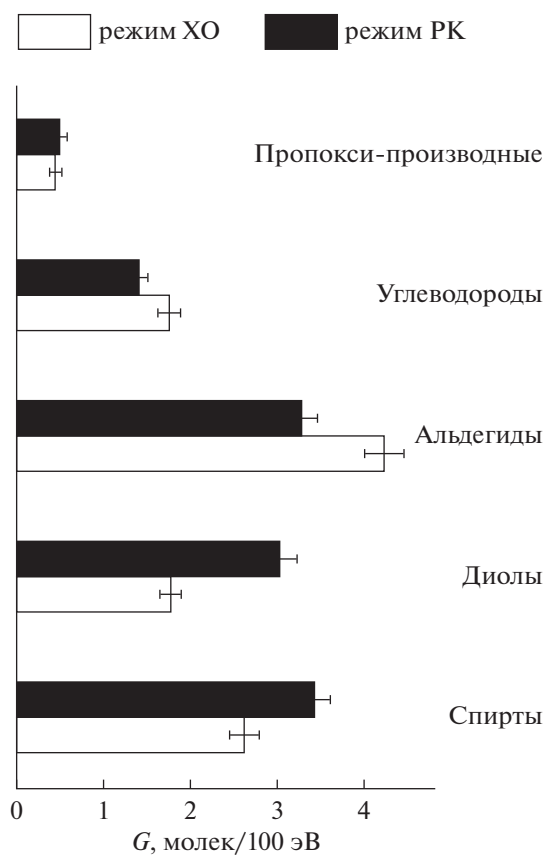 режим ХО режим РК
Пропокси-производные
Углеводороды
Альдегиды
Диолы
Спирты
0 1 2 3 4
G, молек/100 эВ